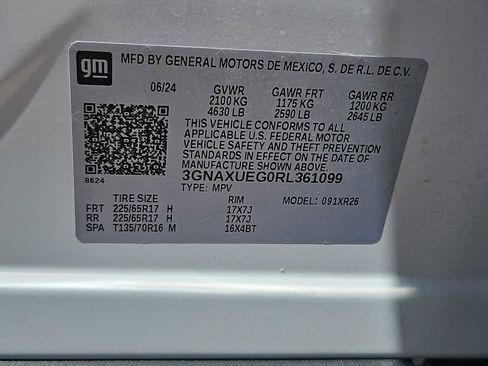 gm
MFD BY GENERAL MOTORS DE MEXICO, S. DE R.L. DE C.V.
06/24 GVWR GAWR FRT GAWR RR
2100 KG 1175 KG 1200 KG
4630 LB 2590 LB 2645 LB
THIS VEHICLE CONFORMS TO ALL
APPLICABLE U.S. FEDERAL MOTOR
VEHICLE SAFETY AND THEFT PREVENTION
STANDARDS IN EFFECT ON THE DATE OF
MANUFACTURE SHOWN ABOVE.
8624 3GNAXUEG0RL361099
TYPE: MPV
TIRE SIZE RIM MODEL: 091XR26
FRT 225/65R17 H 17X7J
RR 225/65R17 H 17X7J
SPA T135/70R16 M 16X4BT